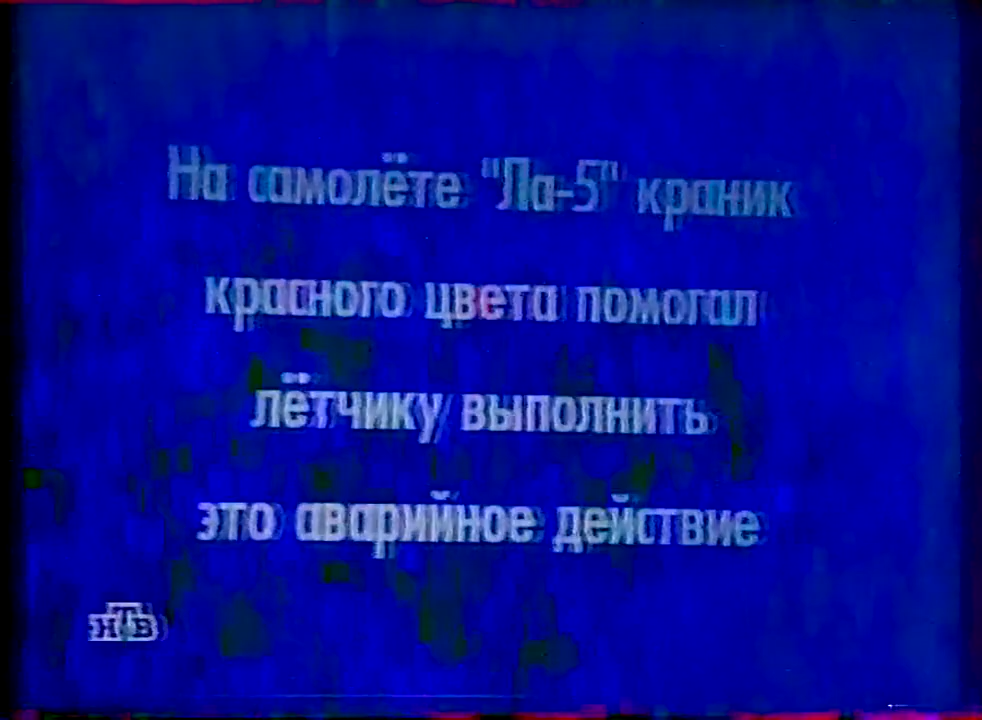 На самолёте "Ла-5" краник
красного цвета помогал
лётчику выполнить
это аварийное действие
НТВ